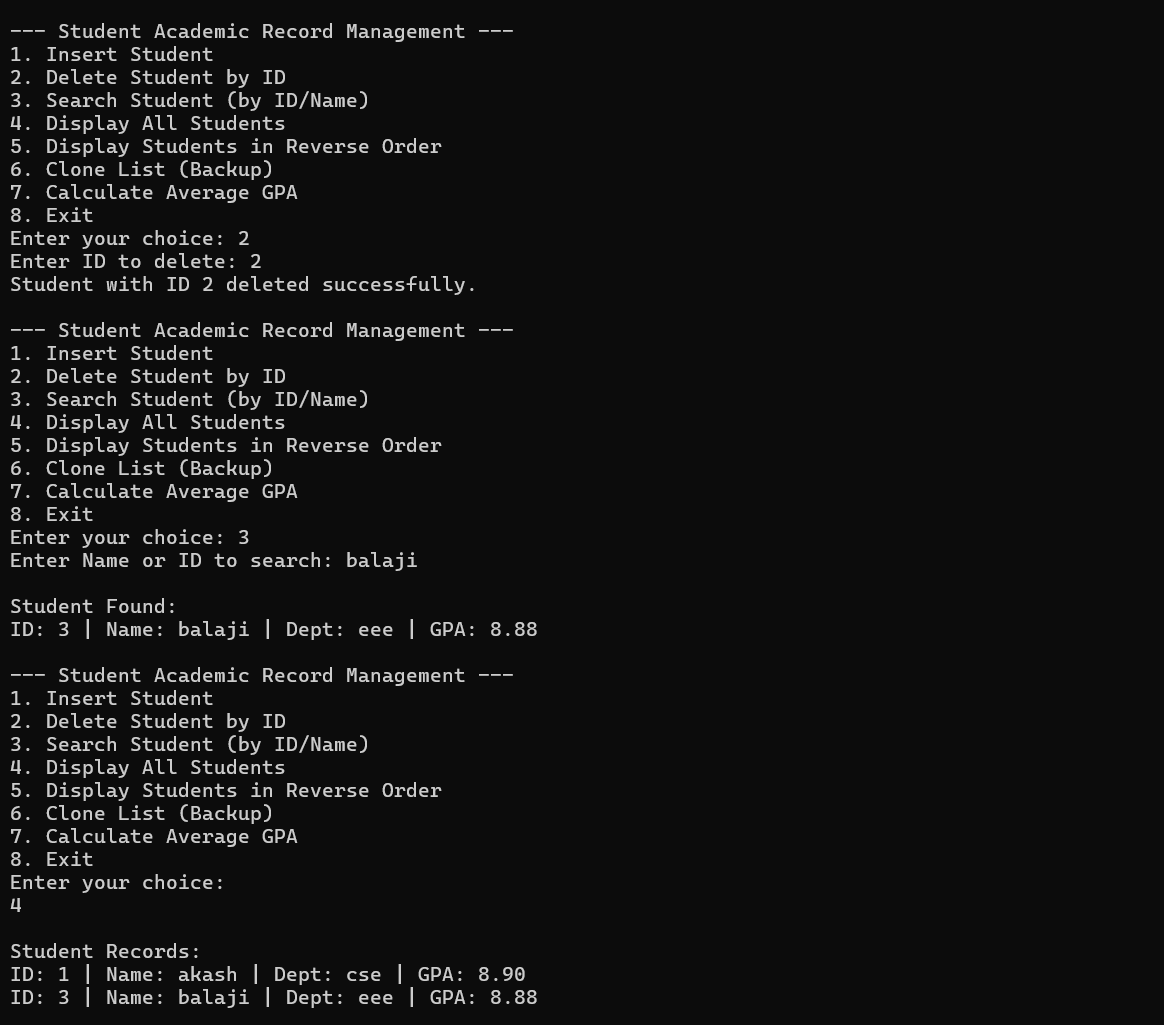 --- Student Academic Record Management ---
1. Insert Student
2. Delete Student by ID
3. Search Student (by ID/Name)
4. Display All Students
5. Display Students in Reverse Order
6. Clone List (Backup)
7. Calculate Average GPA
8. Exit
Enter your choice: 2
Enter ID to delete: 2
Student with ID 2 deleted successfully.

--- Student Academic Record Management ---
1. Insert Student
2. Delete Student by ID
3. Search Student (by ID/Name)
4. Display All Students
5. Display Students in Reverse Order
6. Clone List (Backup)
7. Calculate Average GPA
8. Exit
Enter your choice: 3
Enter Name or ID to search: balaji

Student Found:
ID: 3 | Name: balaji | Dept: eee | GPA: 8.88

--- Student Academic Record Management ---
1. Insert Student
2. Delete Student by ID
3. Search Student (by ID/Name)
4. Display All Students
5. Display Students in Reverse Order
6. Clone List (Backup)
7. Calculate Average GPA
8. Exit
Enter your choice:
4

Student Records:
ID: 1 | Name: akash | Dept: cse | GPA: 8.90
ID: 3 | Name: balaji | Dept: eee | GPA: 8.88